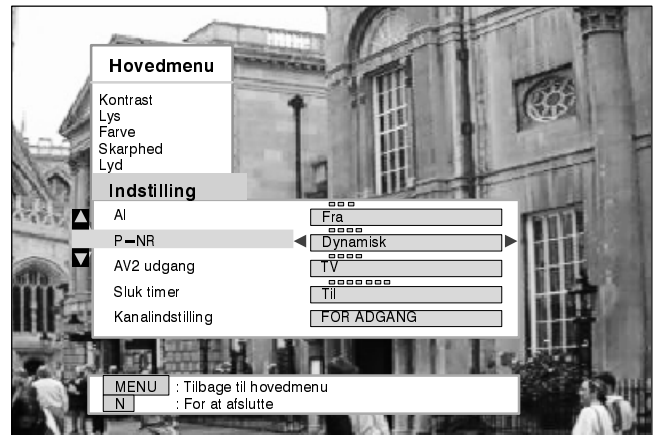 Hovedmenu
Kontrast
Lys
Farve
Skarphed
Lyd
Indstilling
AI Fra
P–NR Dynamisk
AV2 udgang TV
Sluk timer Til
Kanalindstilling FOR ADGANG
MENU : Tilbage til hovedmenu
N : For at afslutte